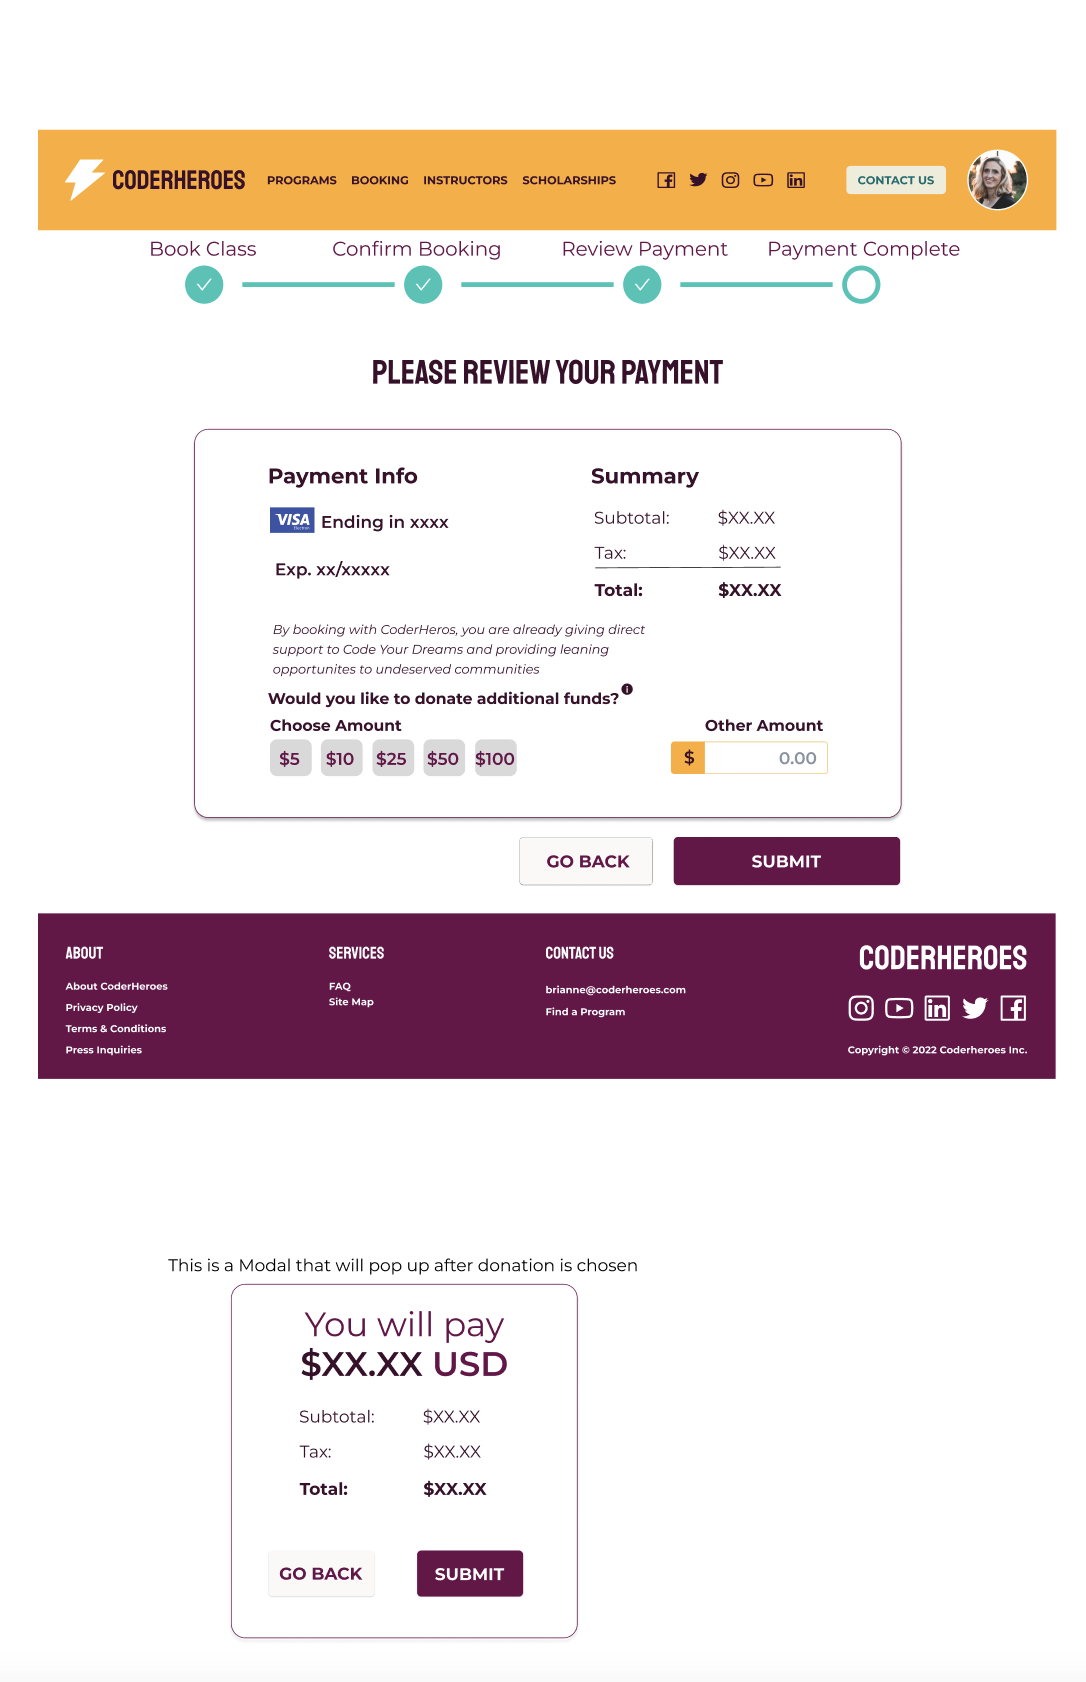 CODERHEROES PROGRAMS BOOKING INSTRUCTORS SCHOLARSHIPS CONTACT US
Book Class Confirm Booking Review Payment Payment Complete
PLEASE REVIEW YOUR PAYMENT
Payment Info
VISA Ending in xxxx
Electron
Exp. xx/xxxxx
Summary
Subtotal: $XX.XX
Tax: $XX.XX
Total: $XX.XX
By booking with CoderHeros, you are already giving direct
support to Code Your Dreams and providing leaning
opportunites to undeserved communities
Would you like to donate additional funds?
Choose Amount
$5 $10 $25 $50 $100
Other Amount
$ 0.00
GO BACK SUBMIT
ABOUT
About CoderHeroes
Privacy Policy
Terms & Conditions
Press Inquiries
SERVICES
FAQ
Site Map
CONTACT US
brianne@coderheroes.com
Find a Program
CODERHEROES
Copyright © 2022 Coderheroes Inc.
This is a Modal that will pop up after donation is chosen
You will pay
$XX.XX USD
Subtotal: $XX.XX
Tax: $XX.XX
Total: $XX.XX
GO BACK SUBMIT